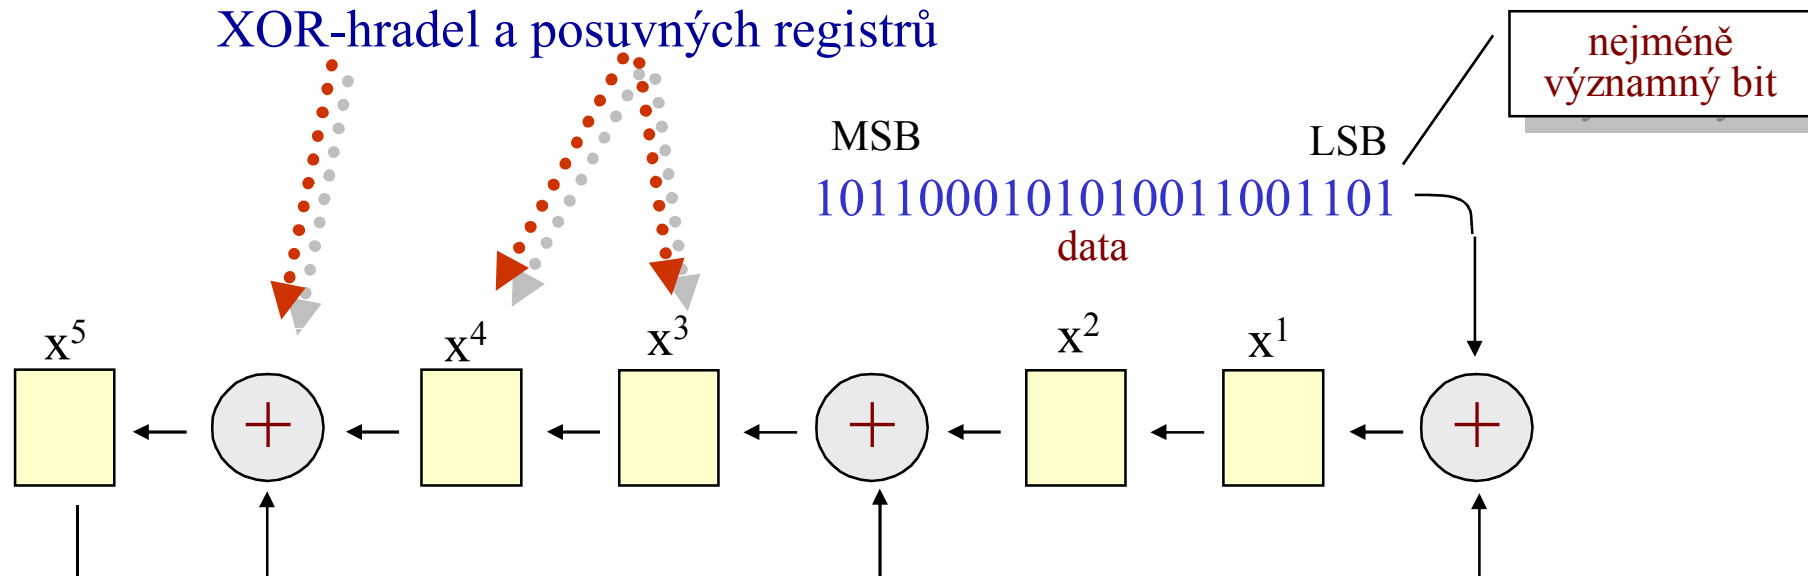 XOR-hradel a posuvných registrů
nejméně
významný bit
MSB LSB
1011000101010011001101
data
x⁵ x⁴ x³ x² x¹
+ + +